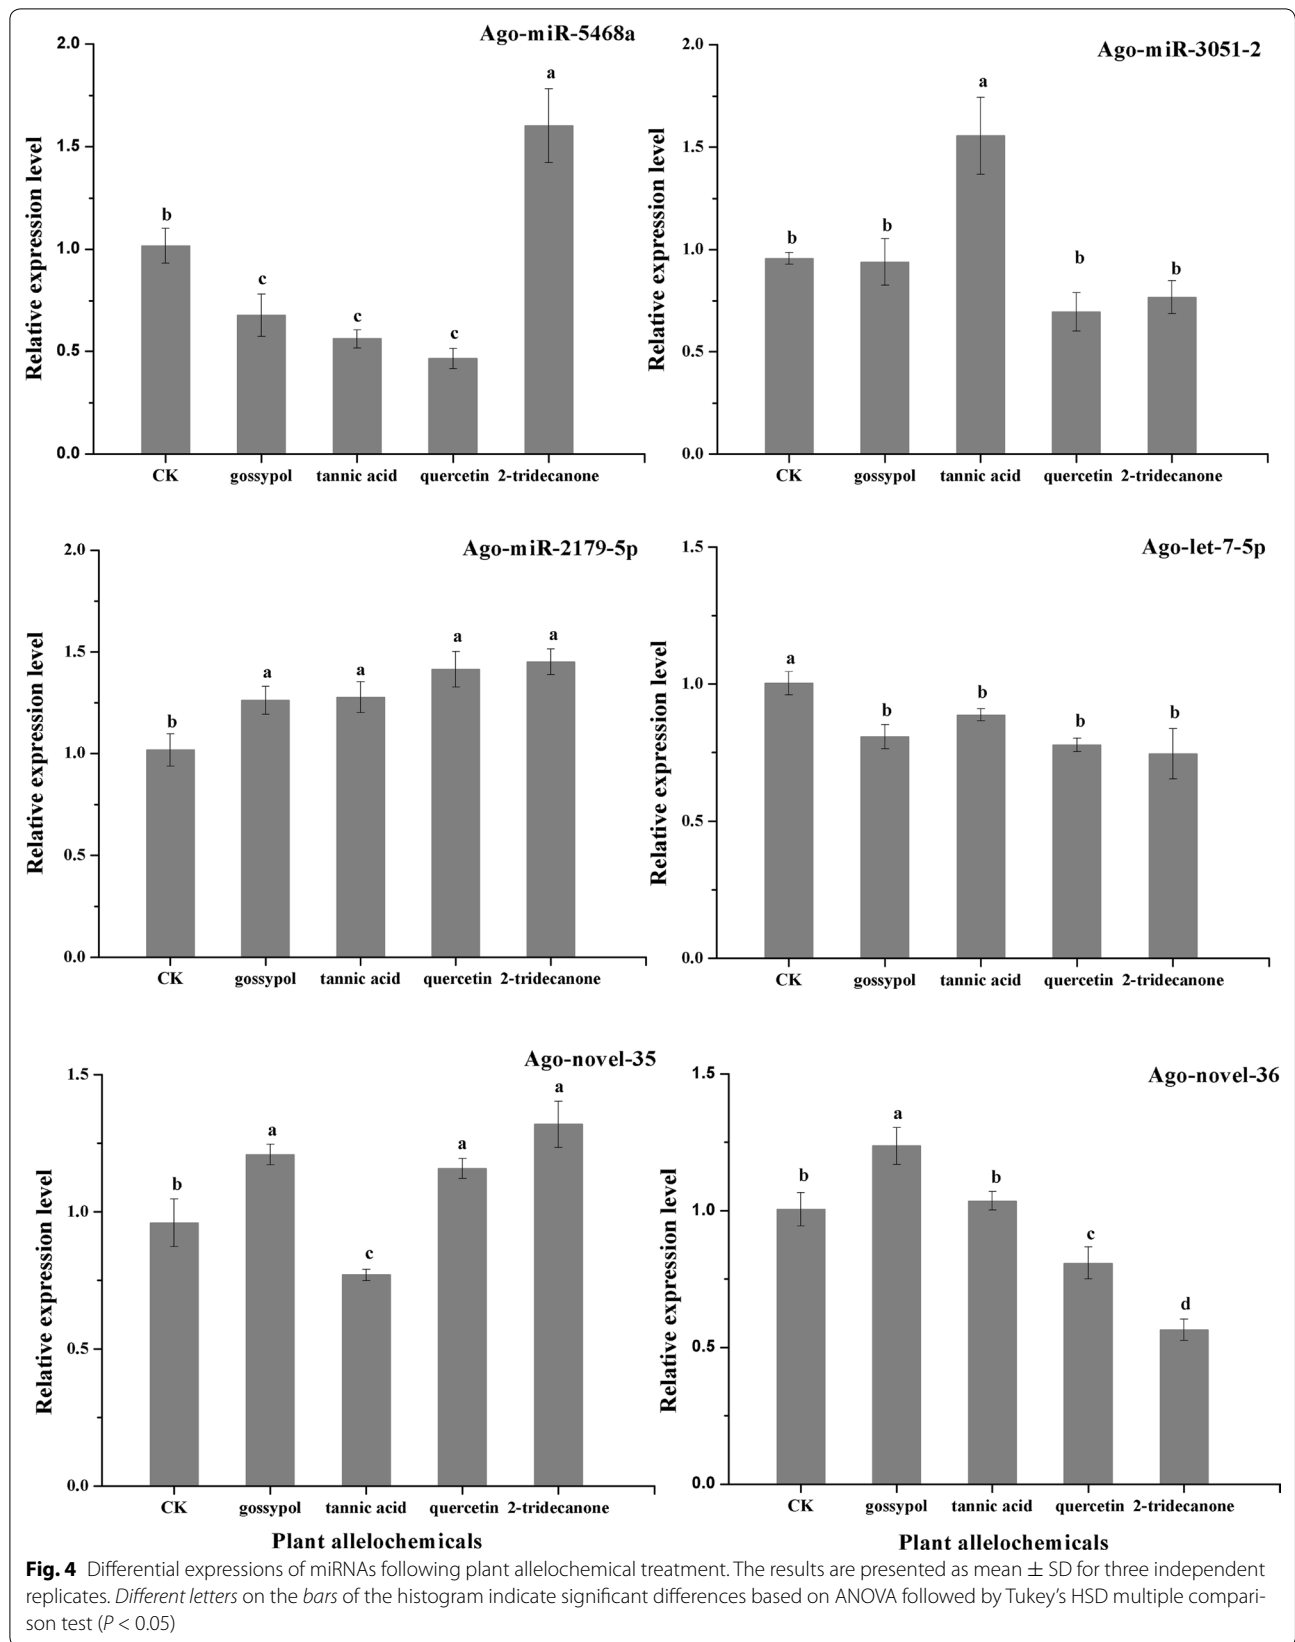 Ago-miR-5468a
2.0
1.5
1.0
0.5
0.0
Relative expression level
b
c
c
c
a
CK gossypol tannic acid quercetin 2-tridecanone
Ago-miR-3051-2
2.0
1.5
1.0
0.5
0.0
Relative expression level
b
b
a
b
b
CK gossypol tannic acid quercetin 2-tridecanone
Ago-miR-2179-5p
2.0
1.5
1.0
0.5
0.0
Relative expression level
b
a
a
a
a
CK gossypol tannic acid quercetin 2-tridecanone
Ago-let-7-5p
1.5
1.0
0.5
0.0
Relative expression level
a
b
b
b
b
CK gossypol tannic acid quercetin 2-tridecanone
Ago-novel-35
1.5
1.0
0.5
0.0
Relative expression level
b
a
c
a
a
CK gossypol tannic acid quercetin 2-tridecanone
Plant allelochemicals
Ago-novel-36
1.5
1.0
0.5
0.0
Relative expression level
b
a
b
c
d
CK gossypol tannic acid quercetin 2-tridecanone
Plant allelochemicals
Fig. 4 Differential expressions of miRNAs following plant allelochemical treatment. The results are presented as mean ± SD for three independent
replicates. Different letters on the bars of the histogram indicate significant differences based on ANOVA followed by Tukey's HSD multiple compari-
son test (P < 0.05)